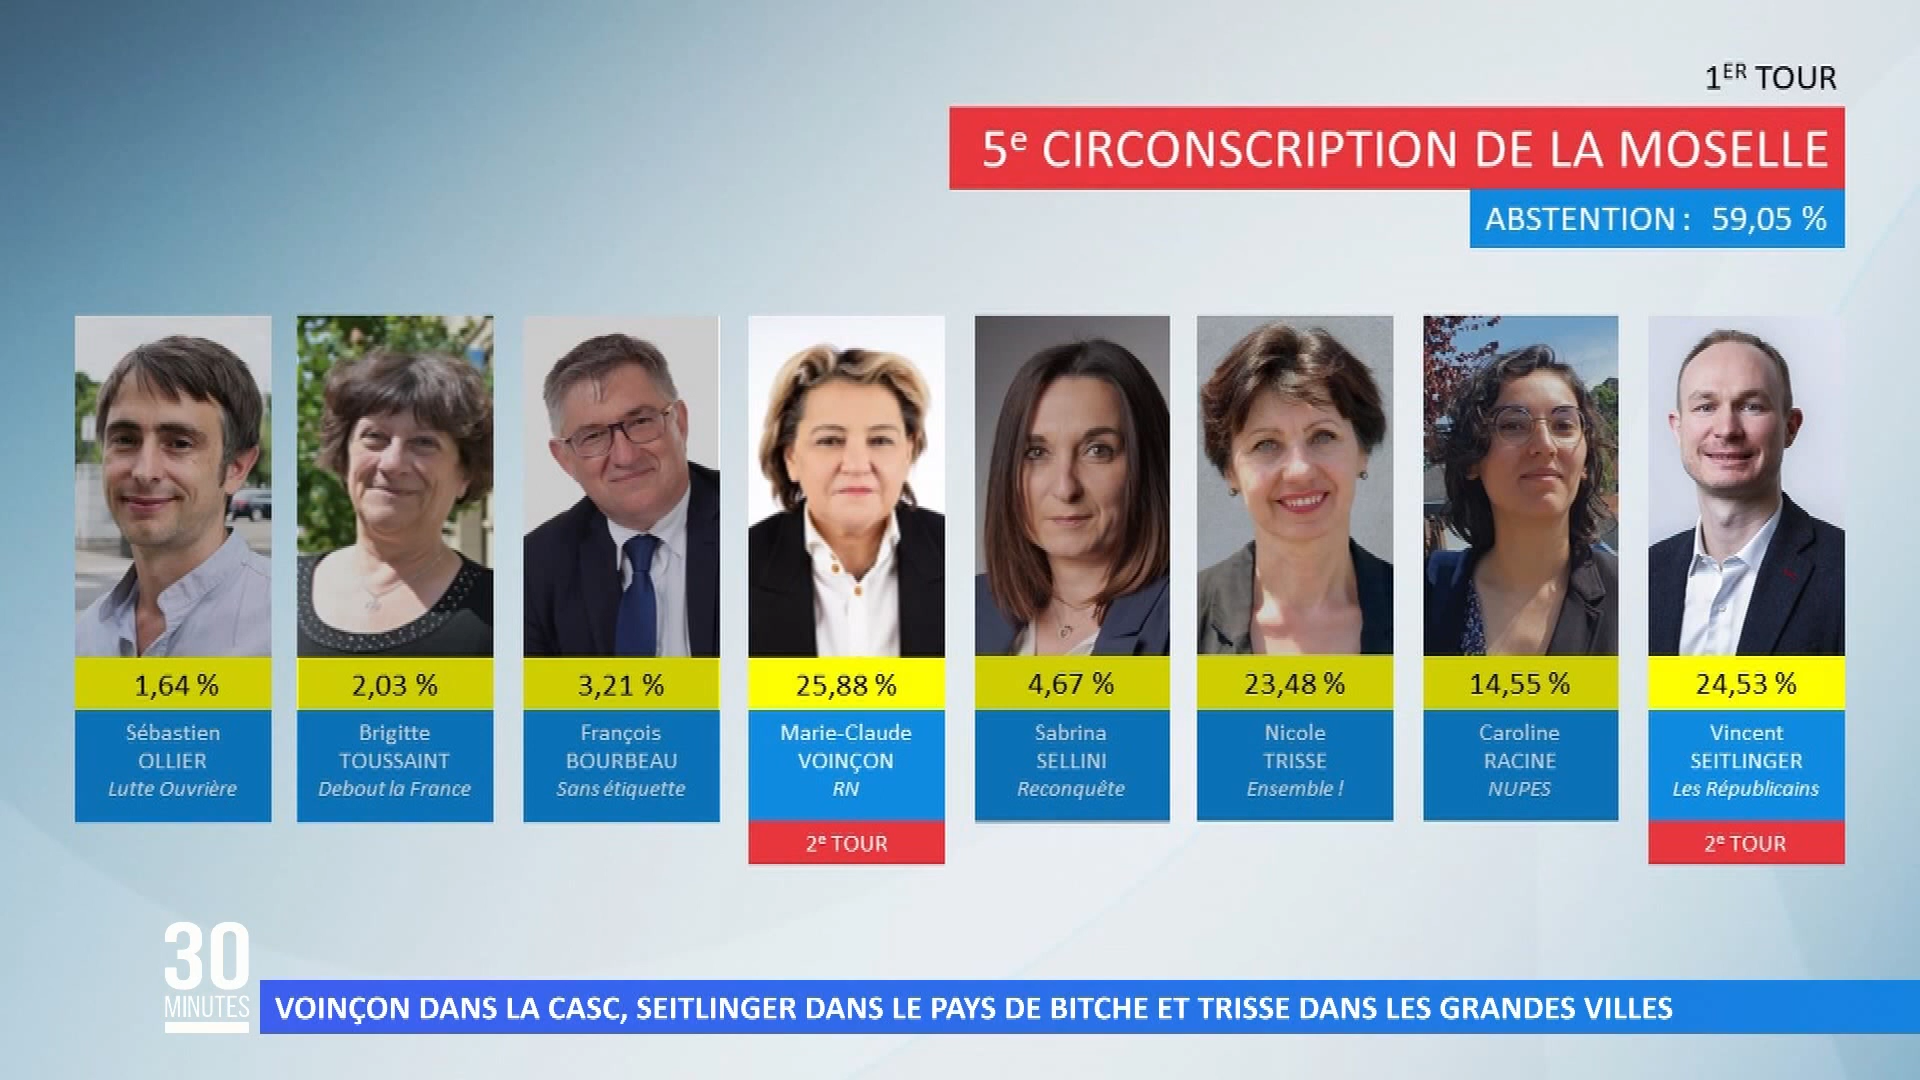 1ER TOUR
5e CIRCONSCRIPTION DE LA MOSELLE
ABSTENTION : 59,05 %
1,64 %
Sébastien
OLLIER
Lutte Ouvrière
2,03 %
Brigitte
TOUSSAINT
Debout la France
3,21 %
François
BOURBEAU
Sans étiquette
25,88 %
Marie-Claude
VOINÇON
RN
2e TOUR
4,67 %
Sabrina
SELLINI
Reconquête
23,48 %
Nicole
TRISSE
Ensemble !
14,55 %
Caroline
RACINE
NUPES
24,53 %
Vincent
SEITLINGER
Les Républicains
2e TOUR
30
MINUTES
VOINÇON DANS LA CASC, SEITLINGER DANS LE PAYS DE BITCHE ET TRISSE DANS LES GRANDES VILLES